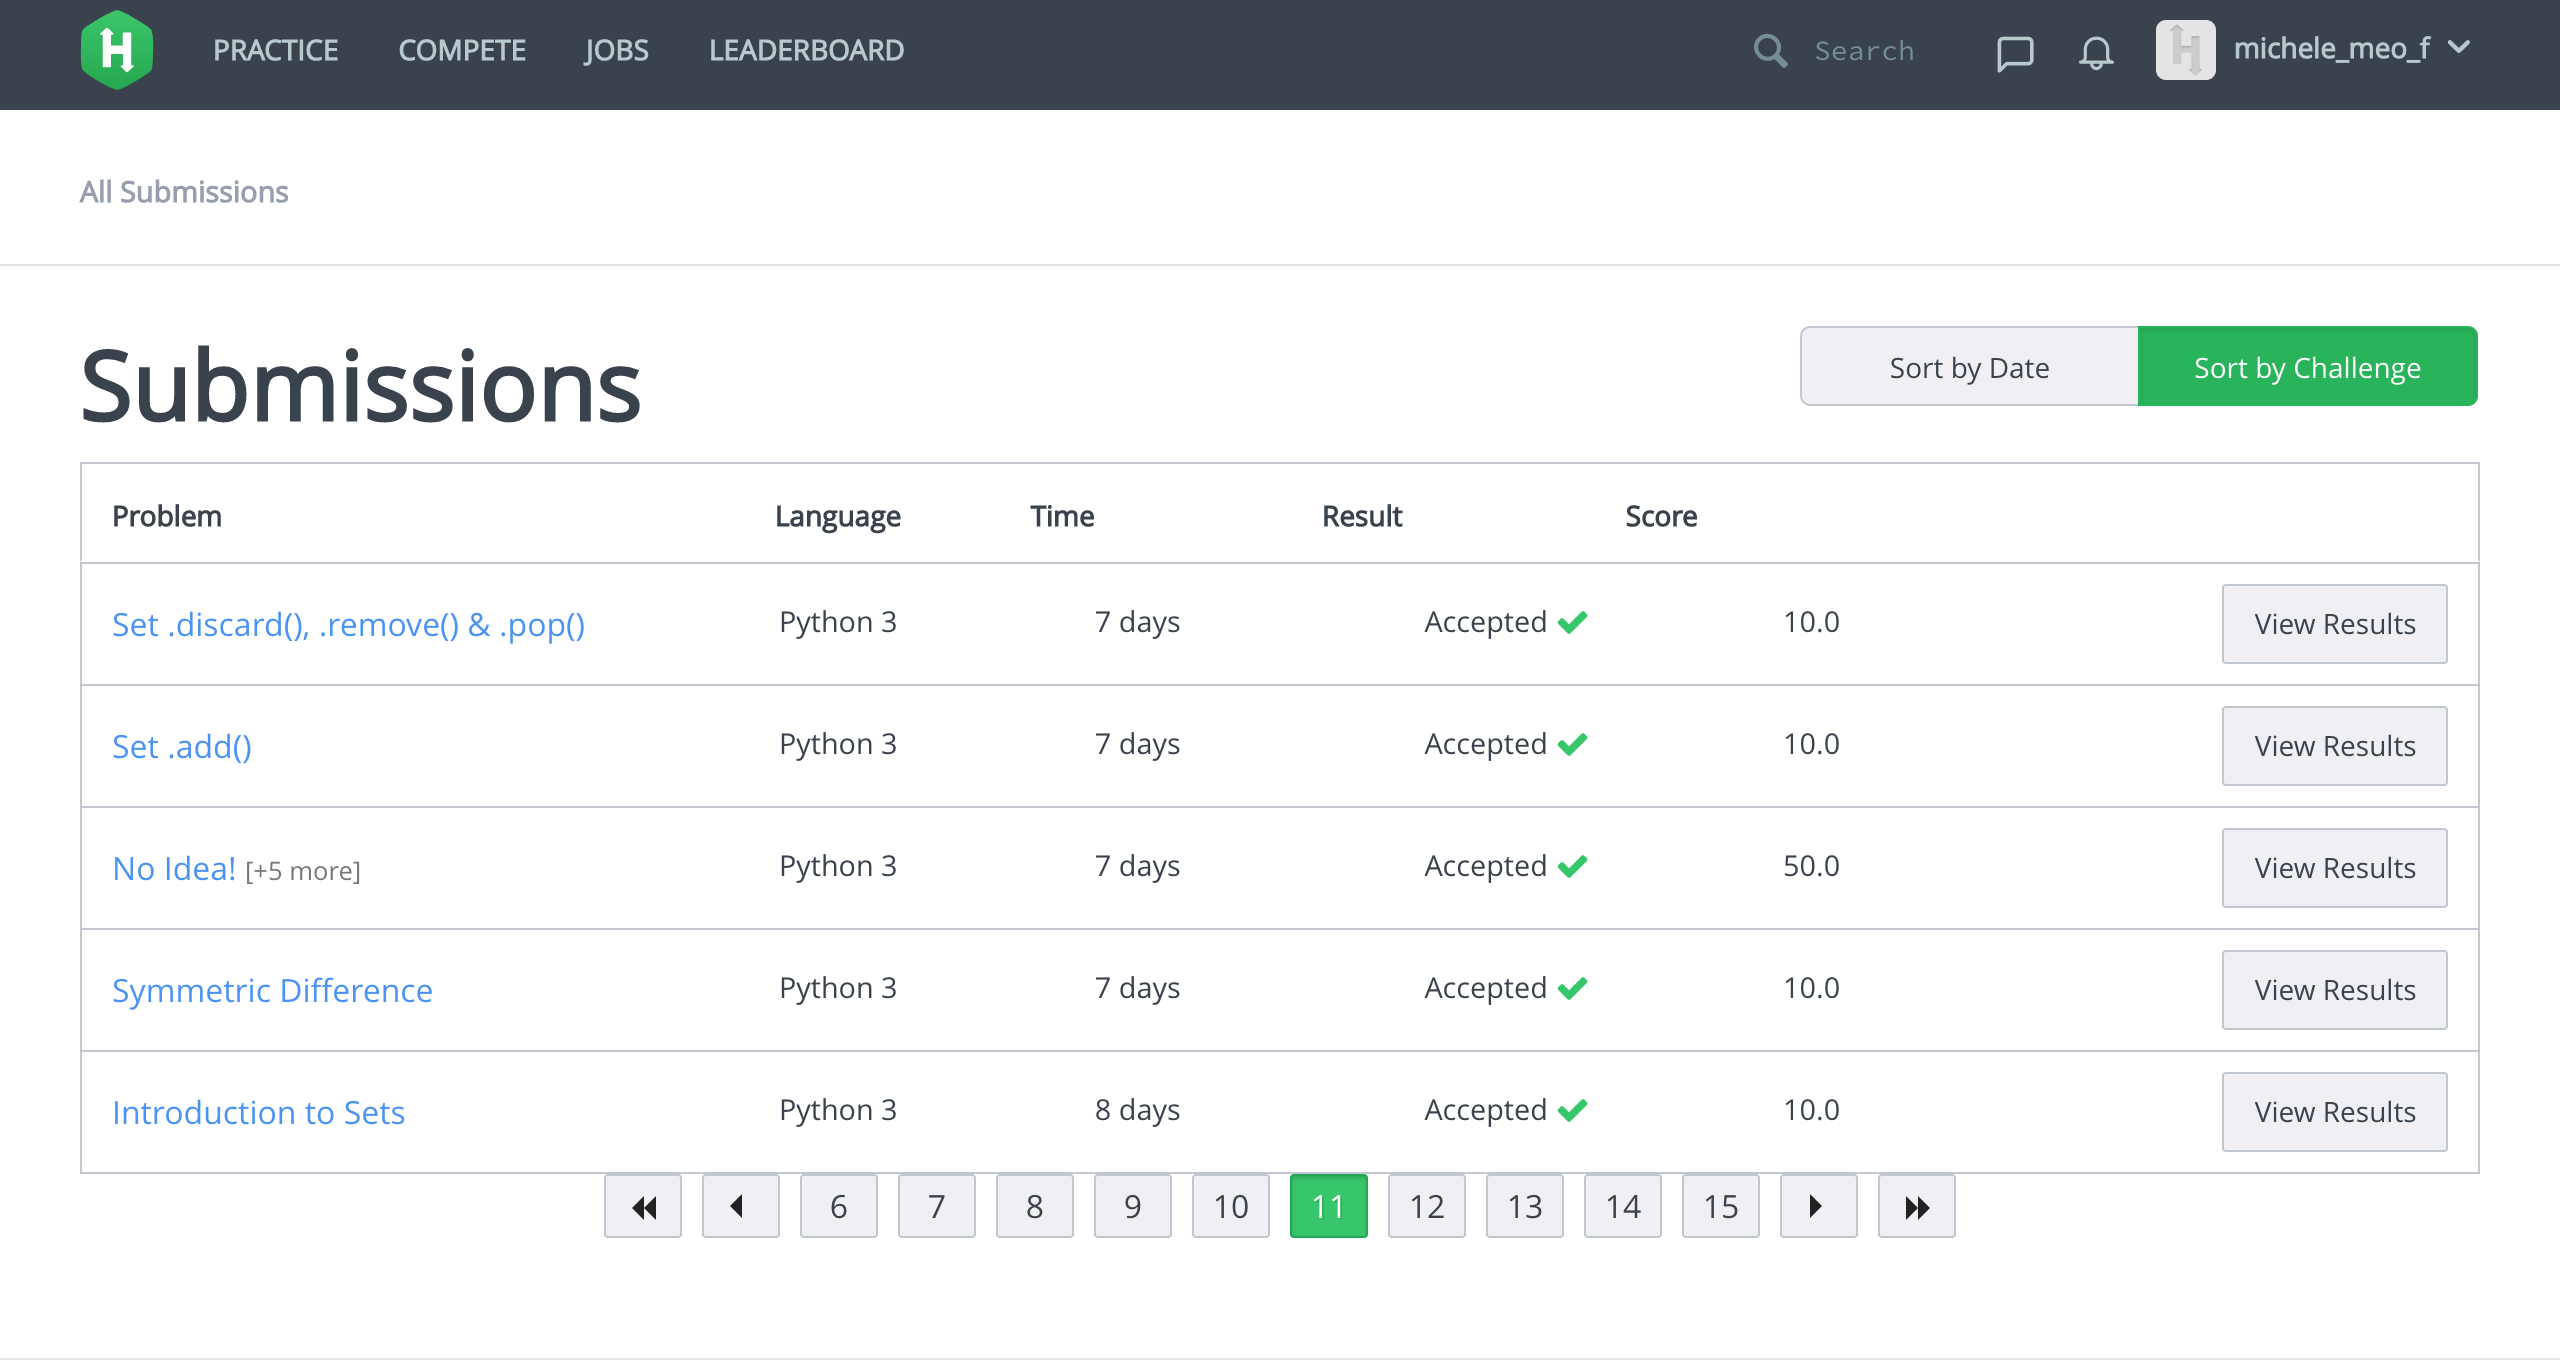 H PRACTICE COMPETE JOBS LEADERBOARD Search michele_meo_f
All Submissions
Submissions Sort by Date Sort by Challenge
Problem Language Time Result Score
Set .discard(), .remove() & .pop() Python 3 7 days Accepted 10.0 View Results
Set .add() Python 3 7 days Accepted 10.0 View Results
No Idea! [+5 more] Python 3 7 days Accepted 50.0 View Results
Symmetric Difference Python 3 7 days Accepted 10.0 View Results
Introduction to Sets Python 3 8 days Accepted 10.0 View Results
6 7 8 9 10 11 12 13 14 15